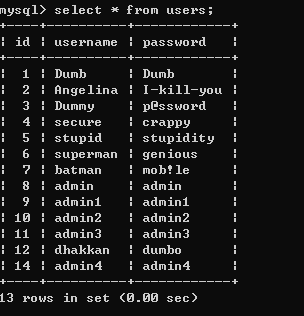 mysql> select * from users;
+----+----------+------------+
| id | username | password   |
+----+----------+------------+
|  1 | Dumb     | Dumb       |
|  2 | Angelina | I-kill-you |
|  3 | Dummy    | p@ssword   |
|  4 | secure   | crappy     |
|  5 | stupid   | stupidity  |
|  6 | superman | genious    |
|  7 | batman   | mob!le     |
|  8 | admin    | admin      |
|  9 | admin1   | admin1     |
| 10 | admin2   | admin2     |
| 11 | admin3   | admin3     |
| 12 | dhakkan  | dumbo      |
| 14 | admin4   | admin4     |
+----+----------+------------+
13 rows in set (0.00 sec)